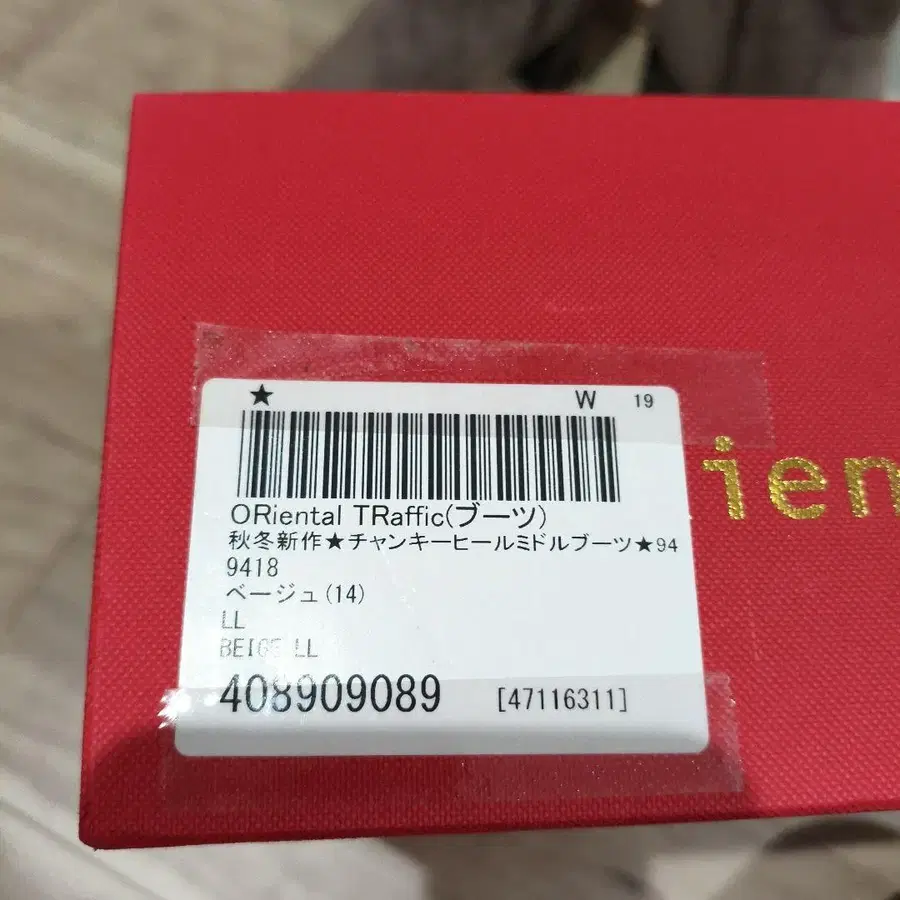 ★ W 19
ORiental TRaffic(ブーツ)
秋冬新作★チャンキーヒールミドルブーツ★94
9418
ベージュ(14)
LL
BEIGE LL
408909089 [47116311]
ien